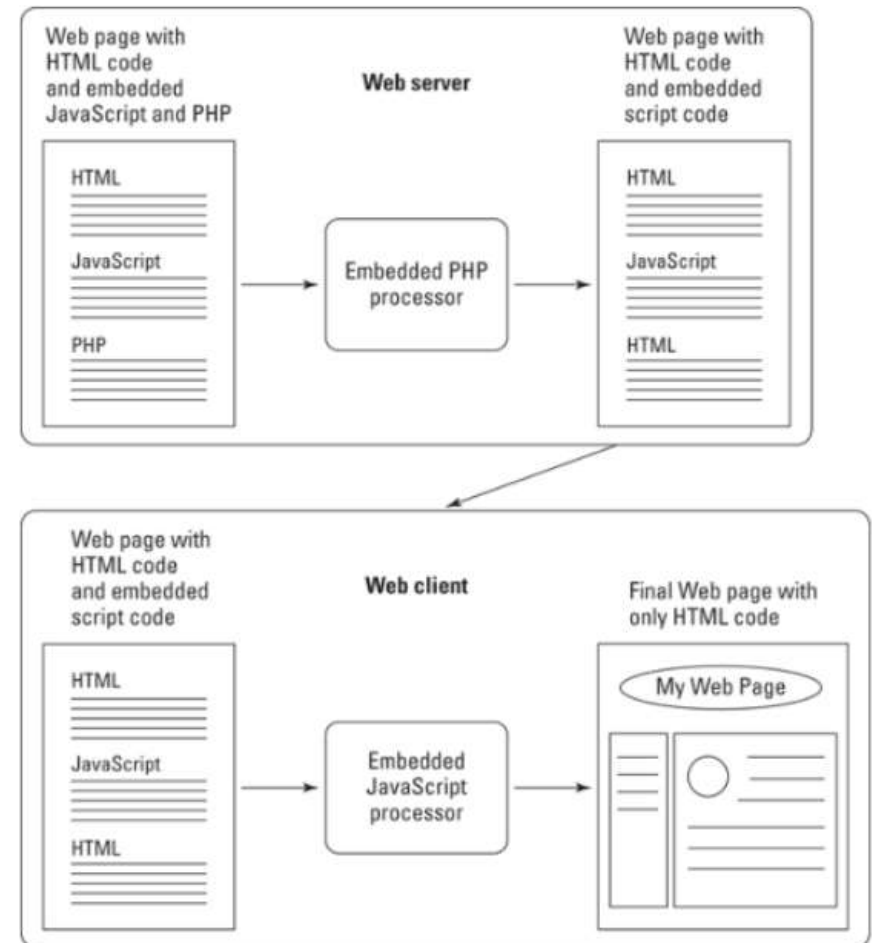 Web page with
HTML code
and embedded
JavaScript and PHP
Web server
Web page with
HTML code
and embedded
script code
HTML
JavaScript
PHP
Embedded PHP
processor
HTML
JavaScript
HTML
Web page with
HTML code
and embedded
script code
Web client
Final Web page with
only HTML code
HTML
JavaScript
HTML
Embedded
JavaScript
processor
My Web Page